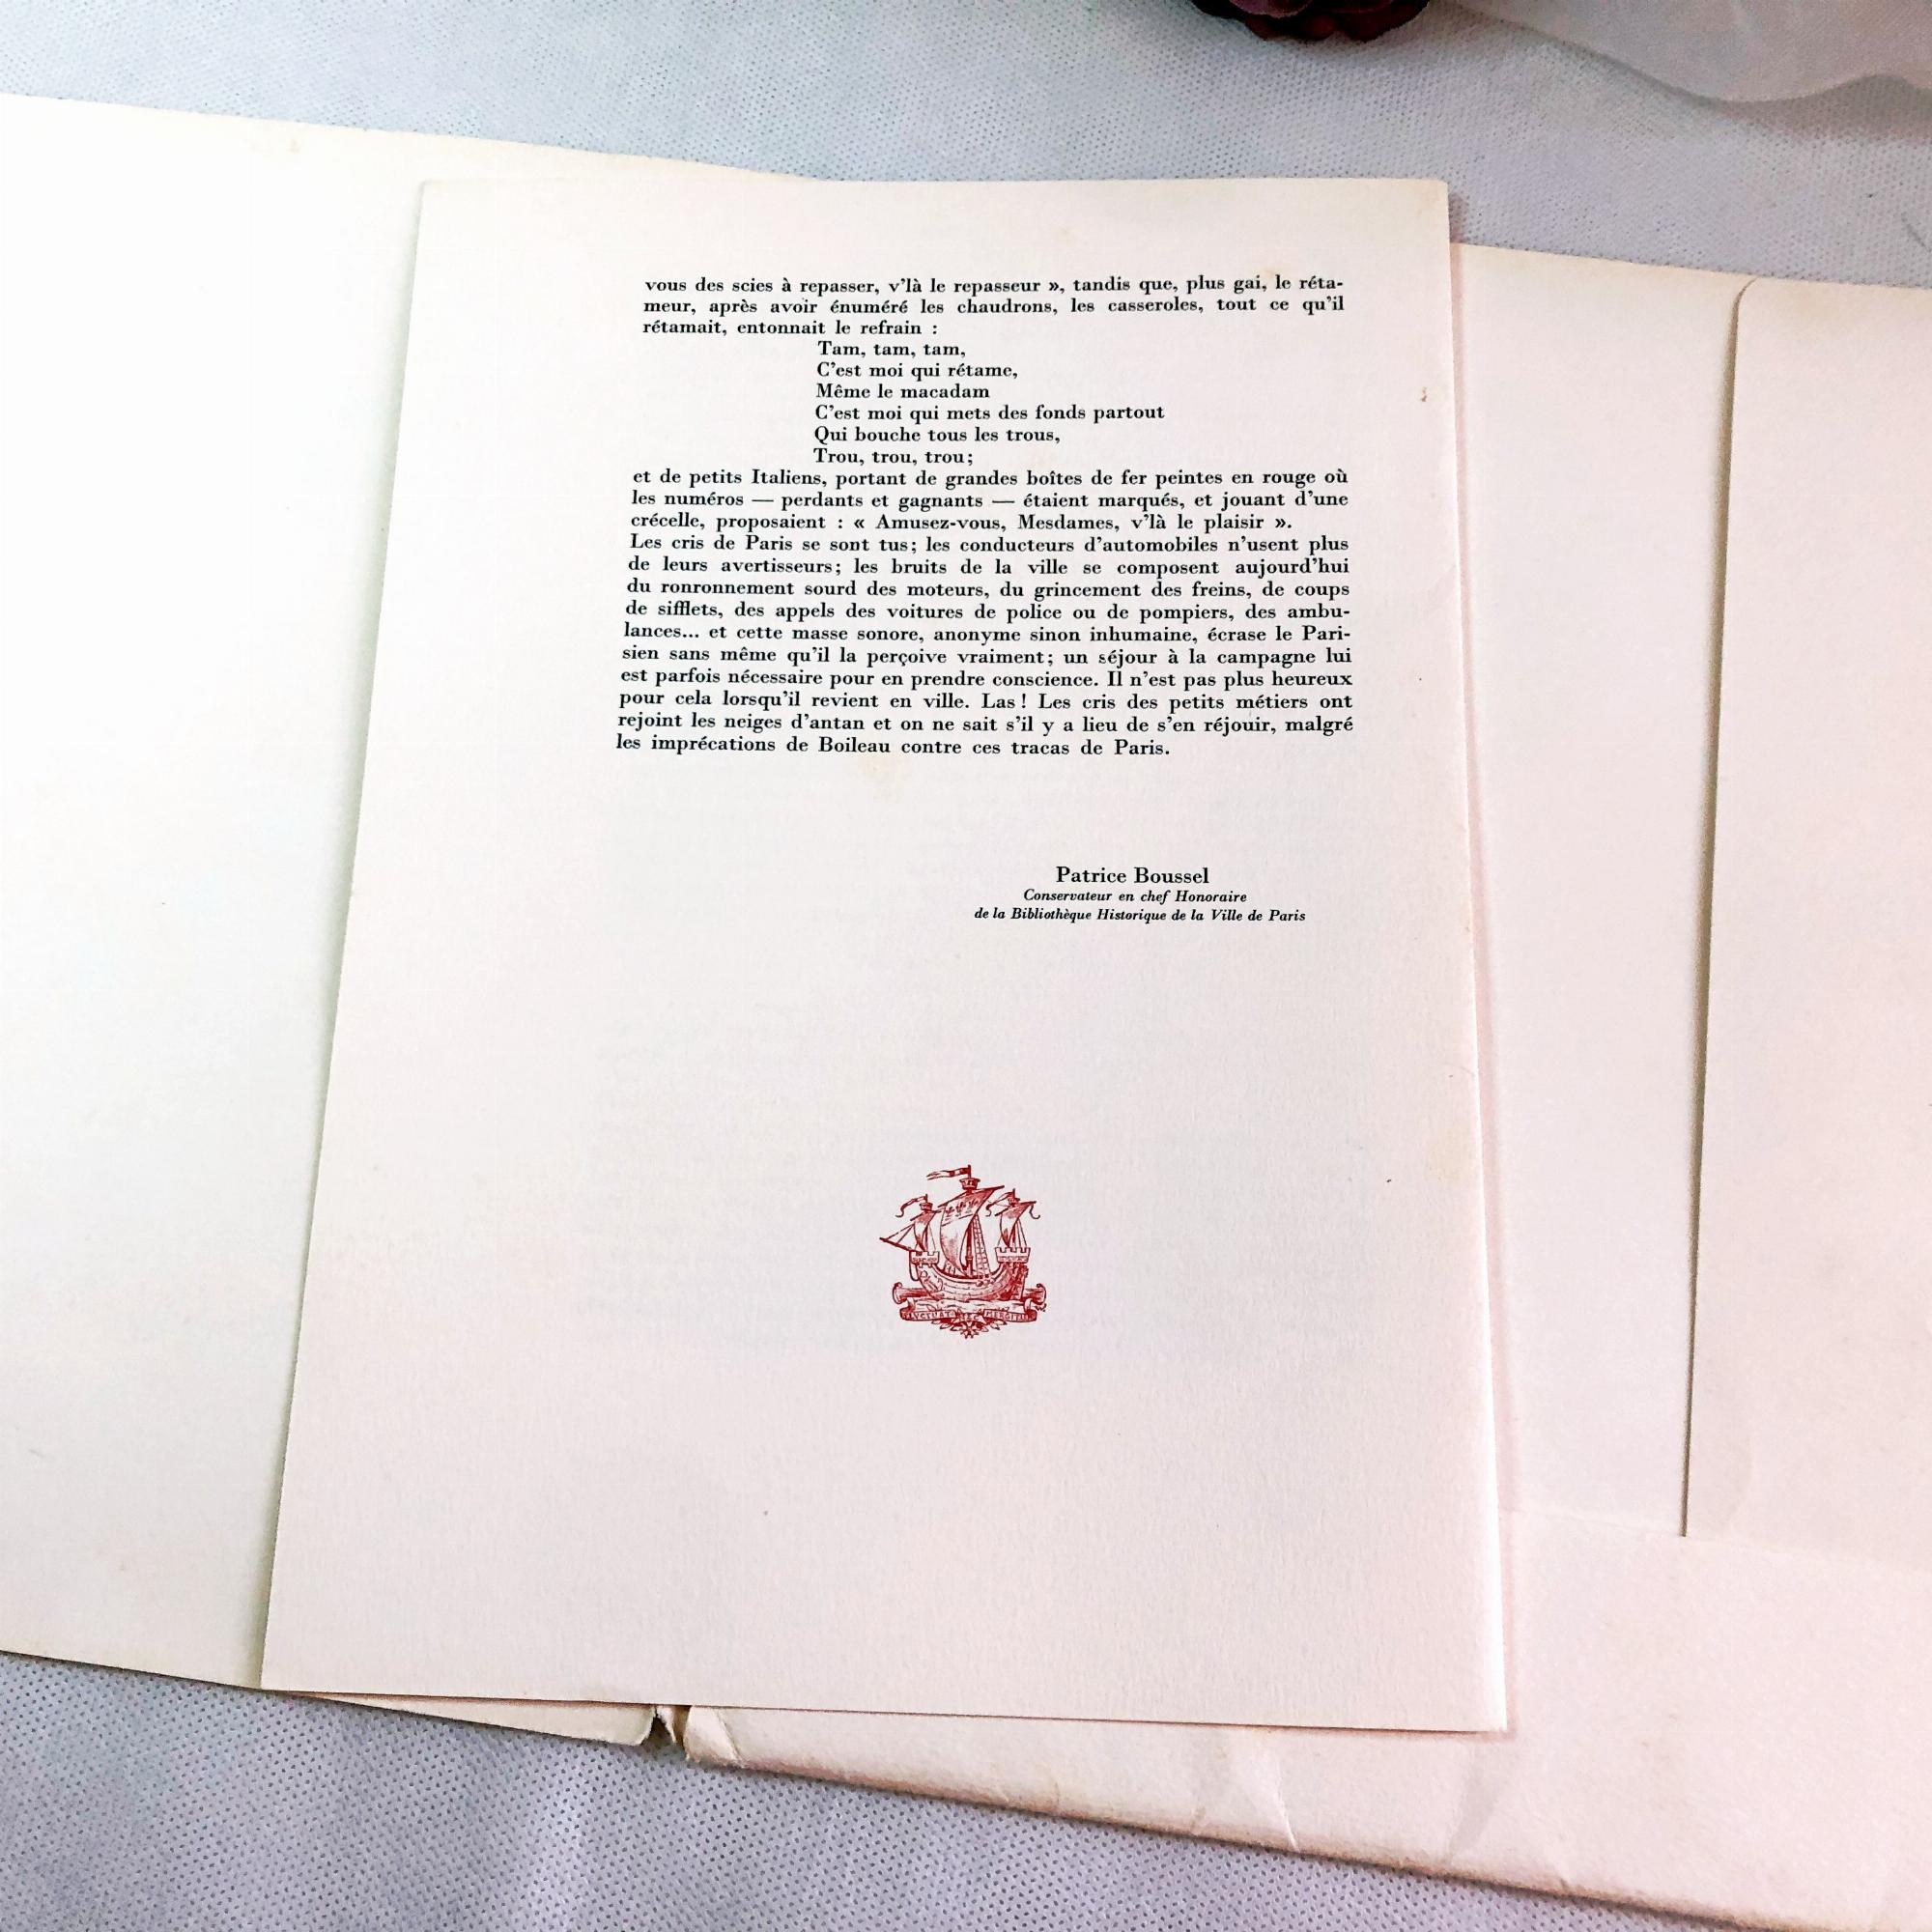 vous des scies à repasser, v'là le repasseur », tandis que, plus gai, le réta-
meur, après avoir énuméré les chaudrons, les casseroles, tout ce qu'il
rétamait, entonnait le refrain :
Tam, tam, tam,
C'est moi qui rétame,
Même le macadam
C'est moi qui mets des fonds partout
Qui bouche tous les trous,
Trou, trou, trou;
et de petits Italiens, portant de grandes boîtes de fer peintes en rouge où
les numéros — perdants et gagnants — étaient marqués, et jouant d'une
crécelle, proposaient : « Amusez-vous, Mesdames, v'là le plaisir ».
Les cris de Paris se sont tus; les conducteurs d'automobiles n'usent plus
de leurs avertisseurs; les bruits de la ville se composent aujourd'hui
du ronronnement sourd des moteurs, du grincement des freins, de coups
de sifflets, des appels des voitures de police ou de pompiers, des ambu-
lances... et cette masse sonore, anonyme sinon inhumaine, écrase le Pari-
sien sans même qu'il la perçoive vraiment; un séjour à la campagne lui
est parfois nécessaire pour en prendre conscience. Il n'est pas plus heureux
pour cela lorsqu'il revient en ville. Las ! Les cris des petits métiers ont
rejoint les neiges d'antan et on ne sait s'il y a lieu de s'en réjouir, malgré
les imprécations de Boileau contre ces tracas de Paris.
Patrice Boussel
Conservateur en chef Honoraire
de la Bibliothèque Historique de la Ville de Paris